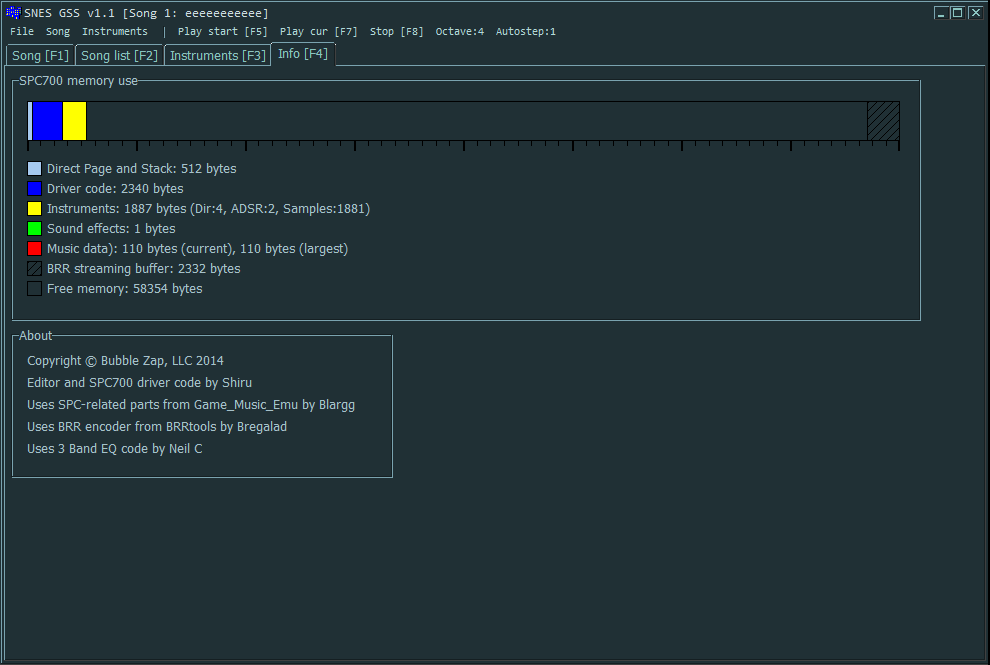 SNES GSS v1.1 [Song 1: eeeeeeeeeee]
File Song Instruments | Play start [F5] Play cur [F7] Stop [F8] Octave:4 Autostep:1
Song [F1] Song list [F2] Instruments [F3] Info [F4]
SPC700 memory use
Direct Page and Stack: 512 bytes
Driver code: 2340 bytes
Instruments: 1887 bytes (Dir:4, ADSR:2, Samples:1881)
Sound effects: 1 bytes
Music data): 110 bytes (current), 110 bytes (largest)
BRR streaming buffer: 2332 bytes
Free memory: 58354 bytes
About
Copyright © Bubble Zap, LLC 2014
Editor and SPC700 driver code by Shiru
Uses SPC-related parts from Game_Music_Emu by Blargg
Uses BRR encoder from BRRtools by Bregalad
Uses 3 Band EQ code by Neil C